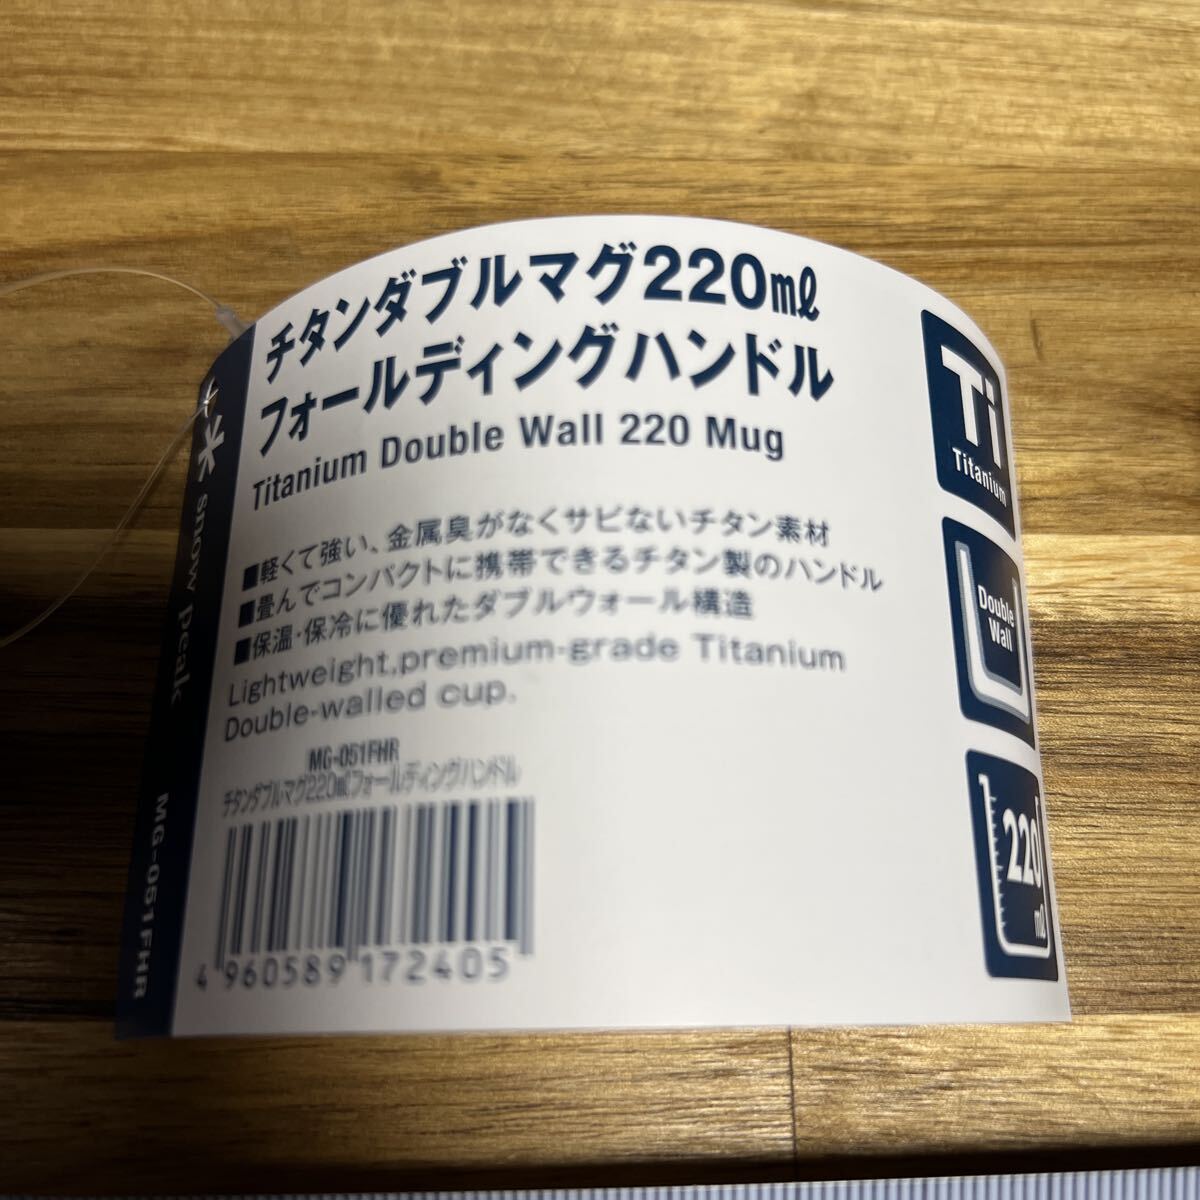 チタンダブルマグ220㎖
フォールディングハンドル
Titanium Double Wall 220 Mug
■軽くて強い、金属臭がなくサビないチタン素材
■畳んでコンパクトに携帯できるチタン製のハンドル
■保温・保冷に優れたダブルウォール構造
Lightweight,premium-grade Titanium
Double-walled cup.
MG-051FHR
チタンダブルマグ220㎖フォールディングハンドル
4 960589 172405
snow peak
MG-051FHR
Ti
Titanium
Double
Wall
220
㎖